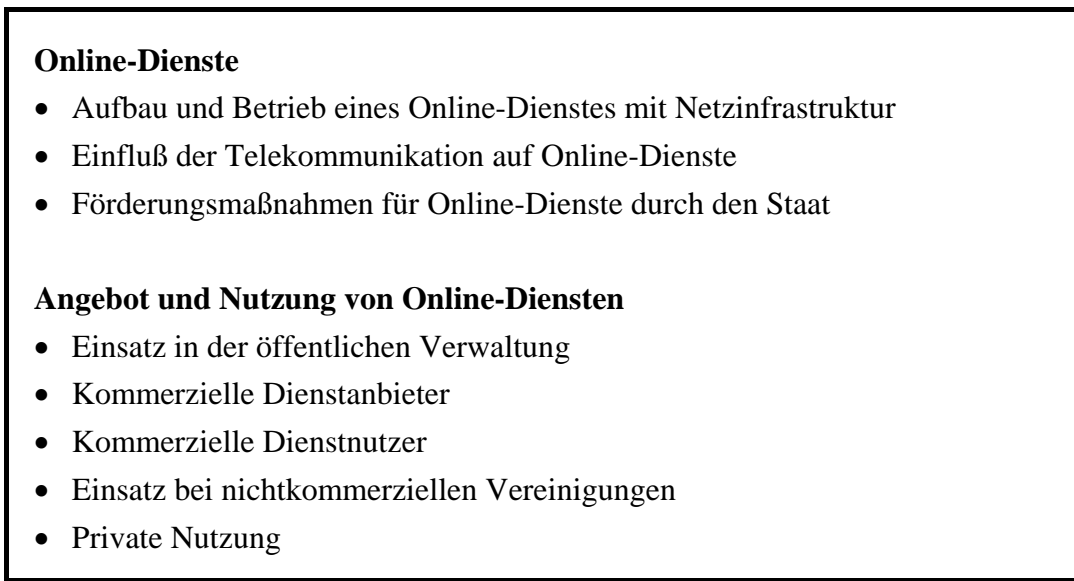 Online-Dienste
• Aufbau und Betrieb eines Online-Dienstes mit Netzinfrastruktur
• Einfluß der Telekommunikation auf Online-Dienste
• Förderungsmaßnahmen für Online-Dienste durch den Staat
Angebot und Nutzung von Online-Diensten
• Einsatz in der öffentlichen Verwaltung
• Kommerzielle Dienstanbieter
• Kommerzielle Dienstnutzer
• Einsatz bei nichtkommerziellen Vereinigungen
• Private Nutzung